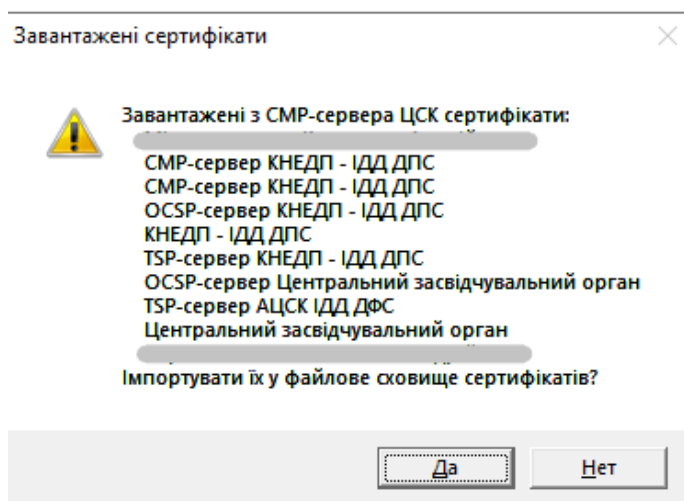 Завантажені сертифікати
Завантажені з CMP-сервера ЦСК сертифікати:
CMP-сервер КНЕДП - ІДД ДПС
CMP-сервер КНЕДП - ІДД ДПС
OCSP-сервер КНЕДП - ІДД ДПС
КНЕДП - ІДД ДПС
TSP-сервер КНЕДП - ІДД ДПС
OCSP-сервер Центральний засвідчувальний орган
TSP-сервер АЦСК ІДД ДФС
Центральний засвідчувальний орган
Імпортувати їх у файлове сховище сертифікатів?
Да
Нет